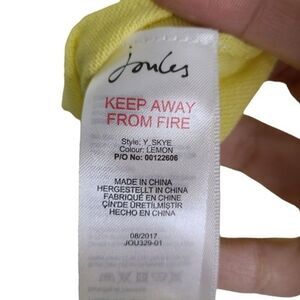 joules
KEEP AWAY
FROM FIRE
Style: Y_SKYE
Colour: LEMON
P/O No: 00122606
MADE IN CHINA
HERGESTELLT IN CHINA
FABRIQUÉ EN CHINE
ÇİN'DE ÜRETİLMİŞTİR
HECHO EN CHINA
08/2017
JOU329-01